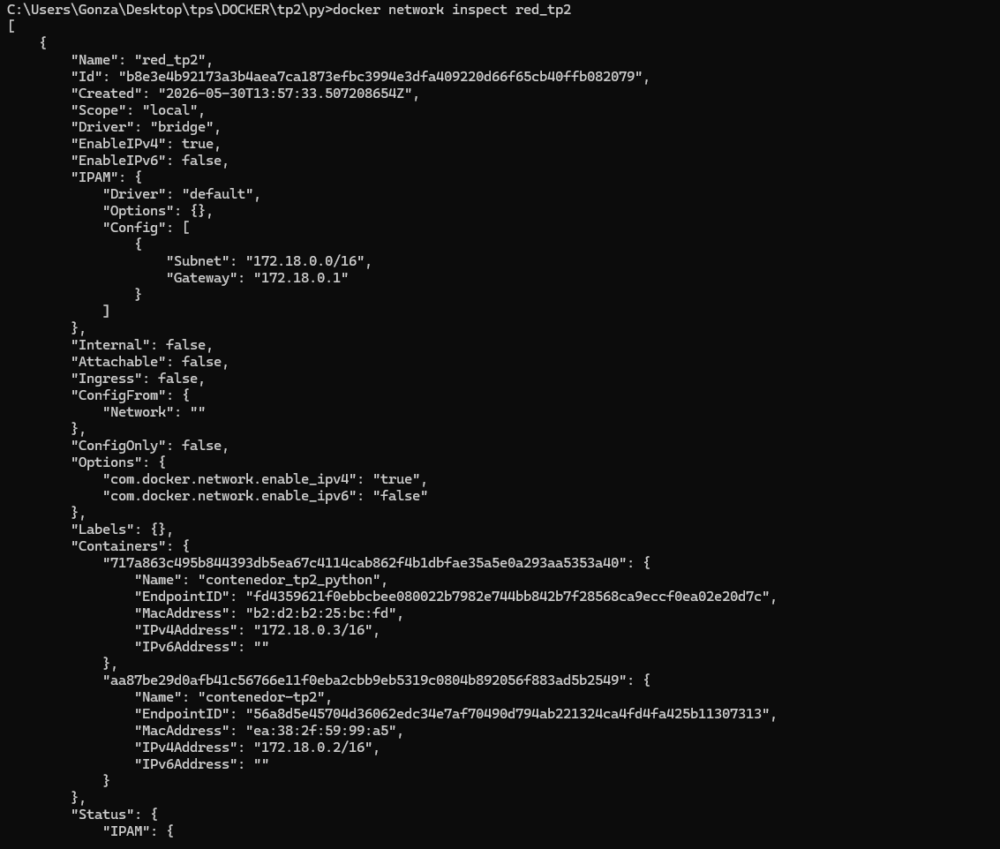 C:\Users\Gonza\Desktop\tps\DOCKER\tp2\py>docker network inspect red_tp2
[
    {
        "Name": "red_tp2",
        "Id": "b8e3e4b92173a3b4aea7ca1873efbc3994e3dfa409220d66f65cb40ffb082079",
        "Created": "2026-05-30T13:57:33.507208654Z",
        "Scope": "local",
        "Driver": "bridge",
        "EnableIPv4": true,
        "EnableIPv6": false,
        "IPAM": {
            "Driver": "default",
            "Options": {},
            "Config": [
                {
                    "Subnet": "172.18.0.0/16",
                    "Gateway": "172.18.0.1"
                }
            ]
        },
        "Internal": false,
        "Attachable": false,
        "Ingress": false,
        "ConfigFrom": {
            "Network": ""
        },
        "ConfigOnly": false,
        "Options": {
            "com.docker.network.enable_ipv4": "true",
            "com.docker.network.enable_ipv6": "false"
        },
        "Labels": {},
        "Containers": {
            "717a863c495b844393db5ea67c4114cab862f4b1dbfae35a5e0a293aa5353a40": {
                "Name": "contenedor_tp2_python",
                "EndpointID": "fd4359621f0ebbcbee080022b7982e744bb842b7f28568ca9eccf0ea02e20d7c",
                "MacAddress": "b2:d2:b2:25:bc:fd",
                "IPv4Address": "172.18.0.3/16",
                "IPv6Address": ""
            },
            "aa87be29d0afb41c56766e11f0eba2cbb9eb5319c0804b892056f883ad5b2549": {
                "Name": "contenedor-tp2",
                "EndpointID": "56a8d5e45704d36062edc34e7af70490d794ab221324ca4fd4fa425b11307313",
                "MacAddress": "ea:38:2f:59:99:a5",
                "IPv4Address": "172.18.0.2/16",
                "IPv6Address": ""
            }
        },
        "Status": {
            "IPAM": {